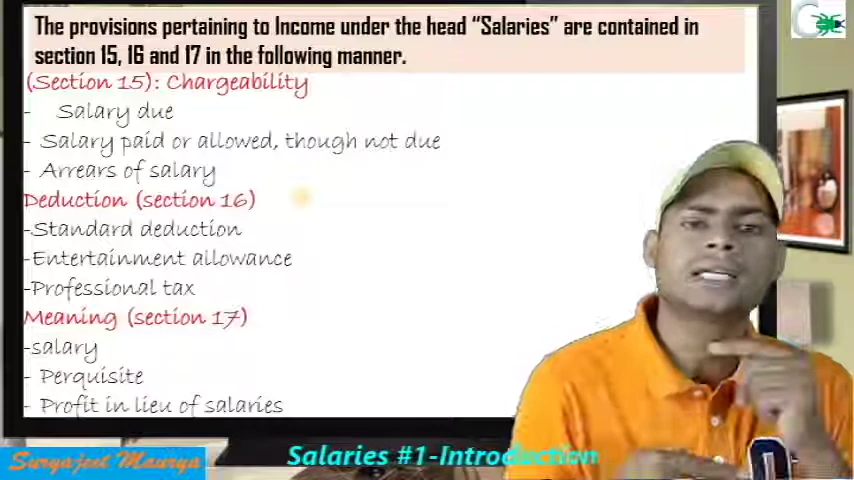 The provisions pertaining to Income under the head “Salaries” are contained in
section 15, 16 and 17 in the following manner.
(Section 15): Chargeability
- Salary due
- Salary paid or allowed, though not due
- Arrears of salary
Deduction (section 16)
-Standard deduction
-Entertainment allowance
-Professional tax
Meaning (section 17)
-salary
- Perquisite
- Profit in lieu of salaries
Salaries #1-Introduction
Suryajeet Maurya